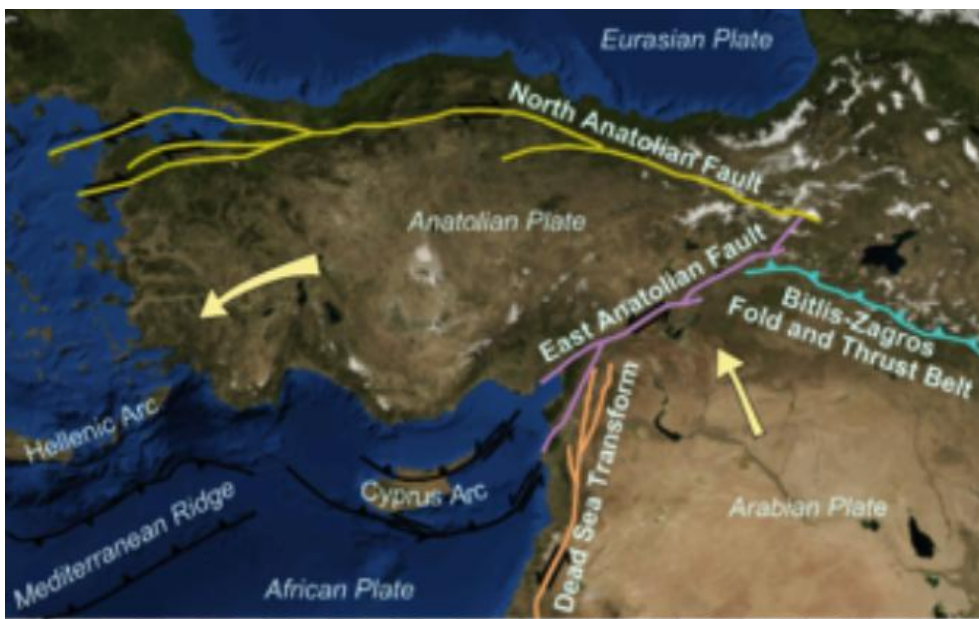 Eurasian Plate
North Anatolian Fault
Anatolian Plate
East Anatolian Fault
Bitlis-Zagros
Fold and Thrust Belt
Hellenic Arc
Cyprus Arc
Dead Sea Transform
Arabian Plate
Mediterranean Ridge
African Plate